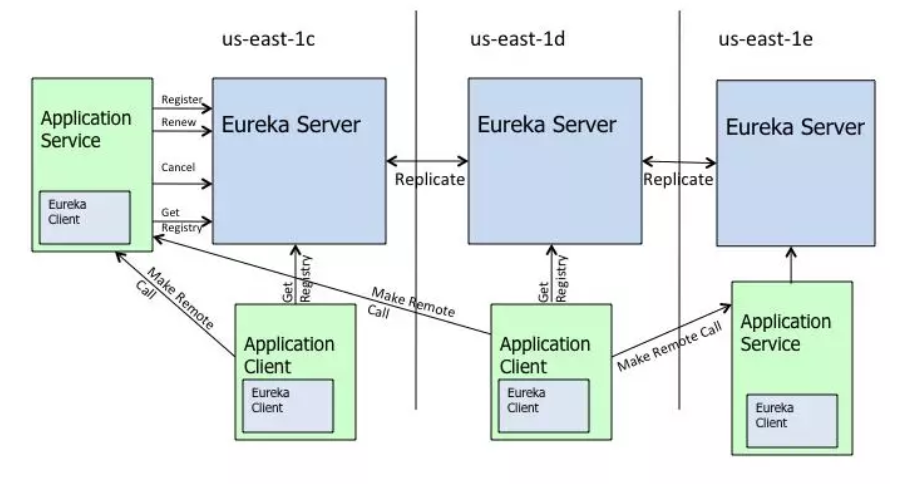 us-east-1c
us-east-1d
us-east-1e
Application
Service
Eureka
Client
Register
Renew
Cancel
Get
Registry
Eureka Server
Replicate
Eureka Server
Replicate
Eureka Server
Make Remote
Call
Get
Registry
Make Remote
Call
Get
Registry
Make Remote Call
Application
Client
Eureka
Client
Application
Client
Eureka
Client
Application
Service
Eureka
Client